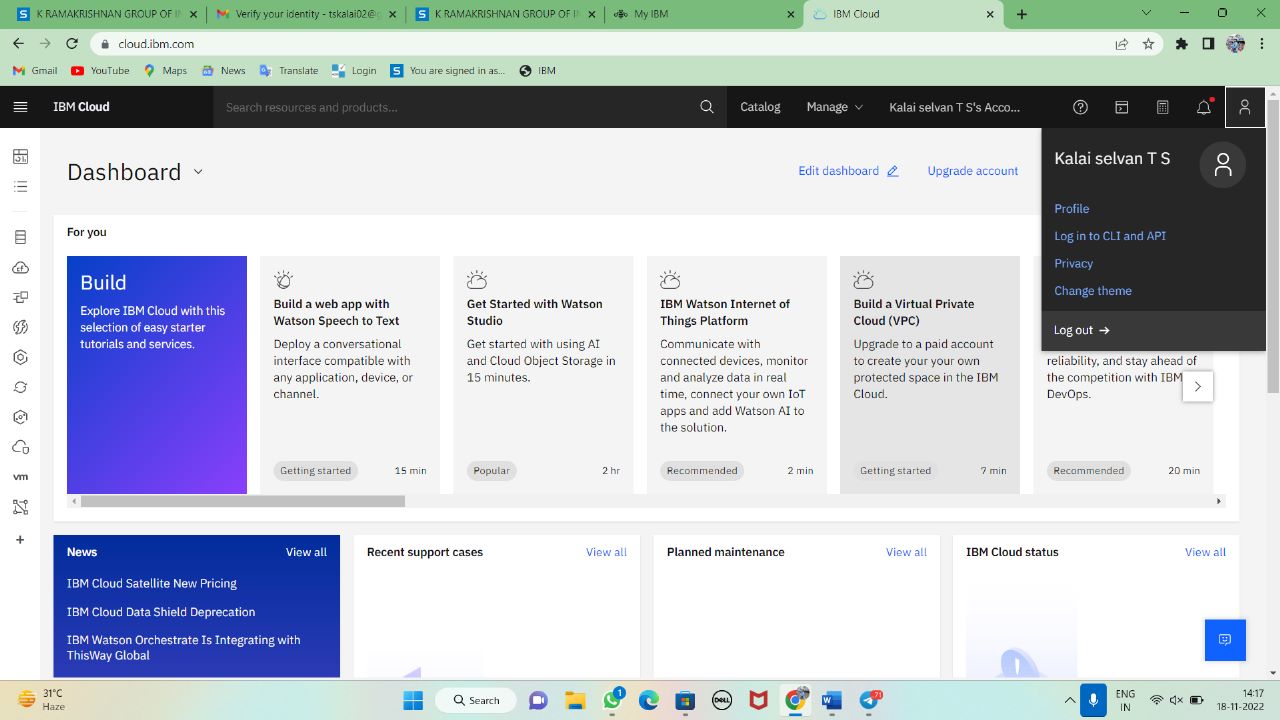 K RAMAKRISHNAN GROUP OF IN
Verify your identity - tskalai02@g
K RAMAKRISHNAN GROUP OF IN
My IBM
IBM Cloud
cloud.ibm.com
Gmail
YouTube
Maps
News
Translate
Login
You are signed in as...
IBM
IBM Cloud
Search resources and products...
Catalog
Manage
Kalai selvan T S's Acco...
Kalai selvan T S
Profile
Log in to CLI and API
Privacy
Change theme
Log out →
Dashboard
Edit dashboard
Upgrade account
For you
Build
Explore IBM Cloud with this
selection of easy starter
tutorials and services.
Build a web app with
Watson Speech to Text
Deploy a conversational
interface compatible with
any application, device, or
channel.
Getting started
15 min
Get Started with Watson
Studio
Get started with using AI
and Cloud Object Storage in
15 minutes.
Popular
2 hr
IBM Watson Internet of
Things Platform
Communicate with
connected devices, monitor
and analyze data in real
time, connect your own IoT
apps and add Watson AI to
the solution.
Recommended
2 min
Build a Virtual Private
Cloud (VPC)
Upgrade to a paid account
to create your your own
protected space in the IBM
Cloud.
Getting started
7 min
reliability, and stay ahead of
the competition with IBM
DevOps.
Recommended
20 min
vm
News
View all
IBM Cloud Satellite New Pricing
IBM Cloud Data Shield Deprecation
IBM Watson Orchestrate Is Integrating with
ThisWay Global
Recent support cases
View all
Planned maintenance
View all
IBM Cloud status
View all
31°C
Haze
Search
1
DELL
W
71
ENG
IN
14:17
18-11-2022